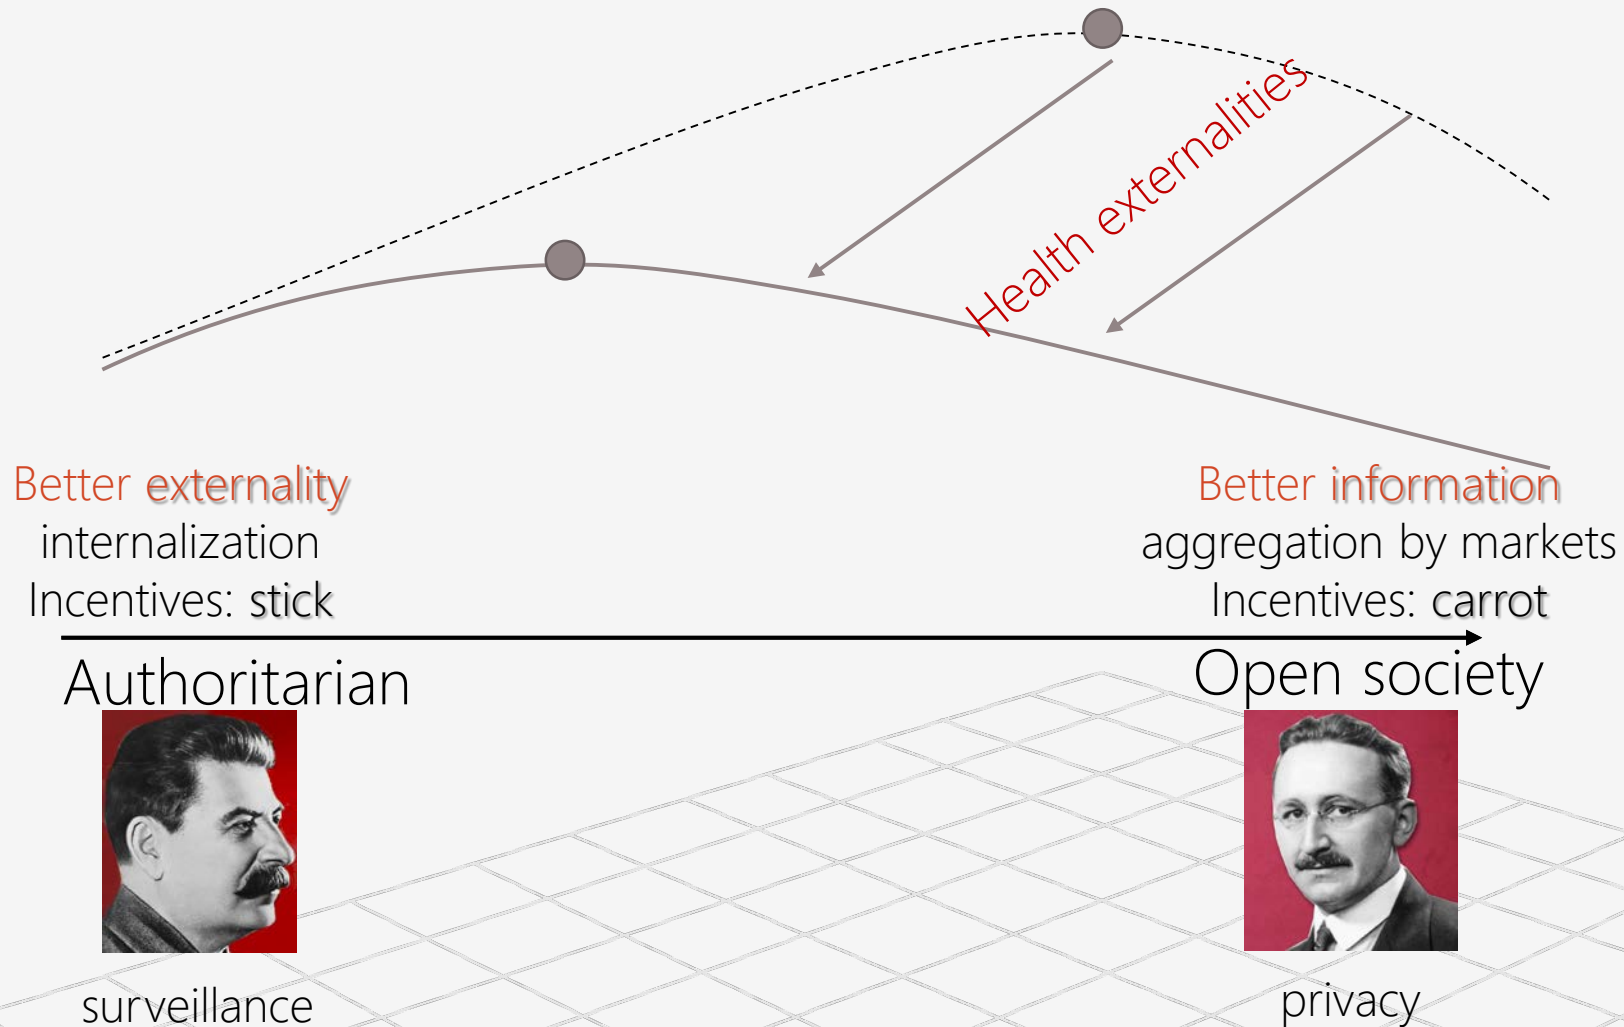 Health externalities
Better externality
internalization
Incentives: stick
Better information
aggregation by markets
Incentives: carrot
Authoritarian
Open society
surveillance
privacy